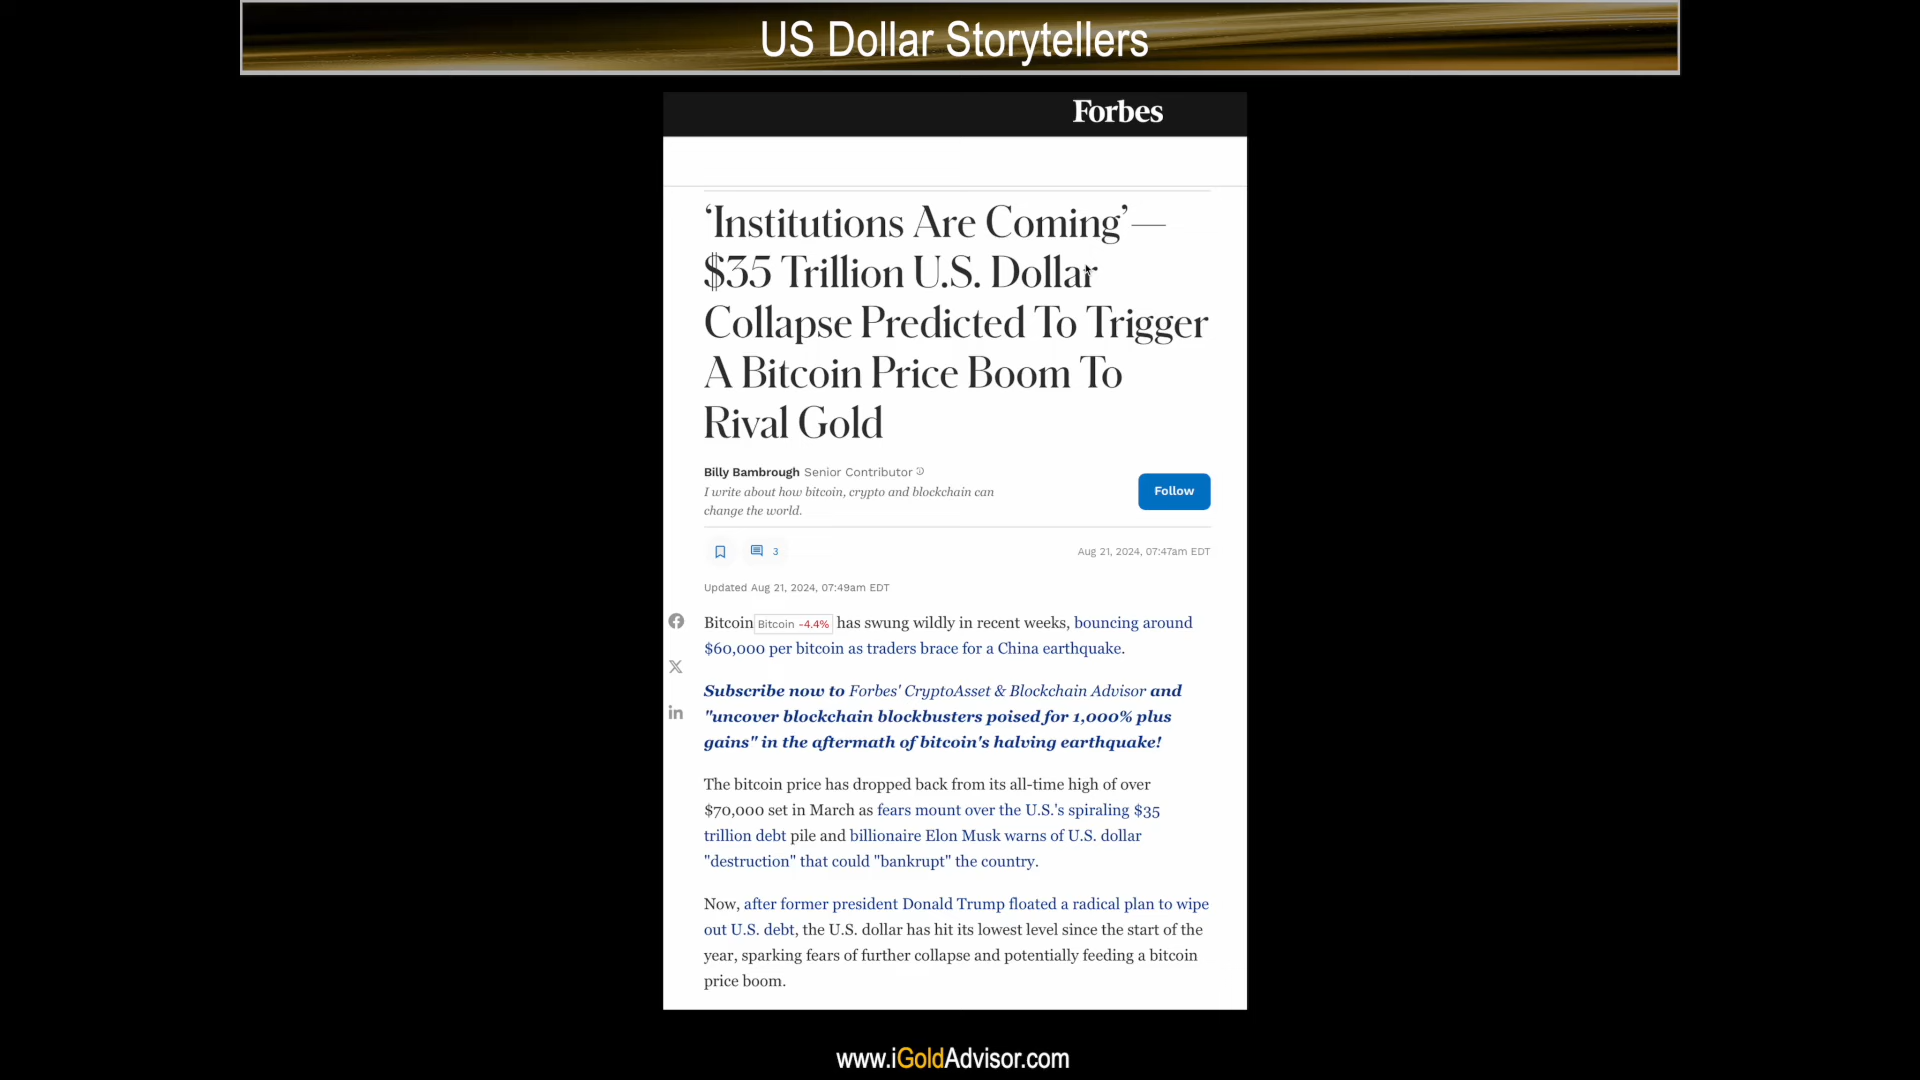 US Dollar Storytellers
Forbes
‘Institutions Are Coming’—
$35 Trillion U.S. Dollar
Collapse Predicted To Trigger
A Bitcoin Price Boom To
Rival Gold
Billy Bambrough Senior Contributor
I write about how bitcoin, crypto and blockchain can
change the world.
Follow
3
Aug 21, 2024, 07:47am EDT
Updated Aug 21, 2024, 07:49am EDT
Bitcoin Bitcoin -4.4% has swung wildly in recent weeks, bouncing around
$60,000 per bitcoin as traders brace for a China earthquake.
Subscribe now to Forbes' CryptoAsset & Blockchain Advisor and
"uncover blockchain blockbusters poised for 1,000% plus
gains" in the aftermath of bitcoin's halving earthquake!
The bitcoin price has dropped back from its all-time high of over
$70,000 set in March as fears mount over the U.S.'s spiraling $35
trillion debt pile and billionaire Elon Musk warns of U.S. dollar
"destruction" that could "bankrupt" the country.
Now, after former president Donald Trump floated a radical plan to wipe
out U.S. debt, the U.S. dollar has hit its lowest level since the start of the
year, sparking fears of further collapse and potentially feeding a bitcoin
price boom.
www.iGoldAdvisor.com